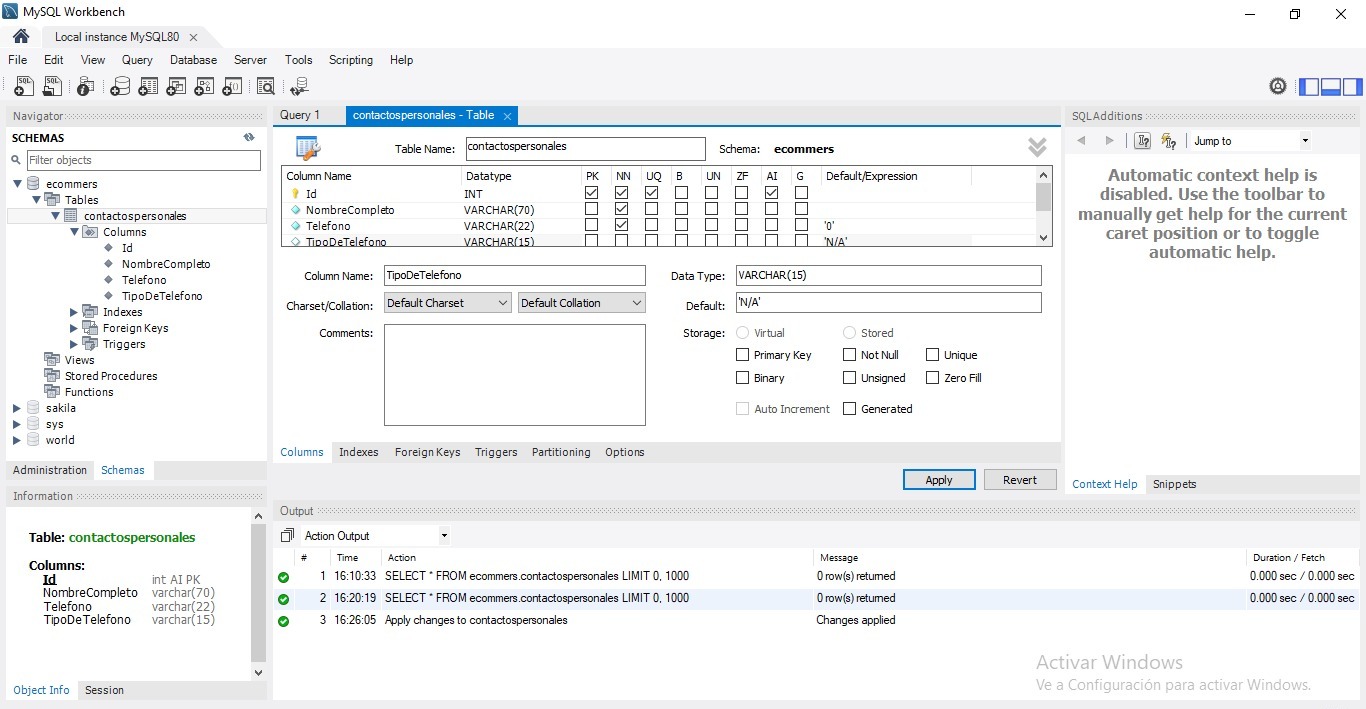 MySQL Workbench
Local instance MySQL80
File Edit View Query Database Server Tools Scripting Help
Navigator
SCHEMAS
Filter objects
ecommers
Tables
contactospersonales
Columns
Id
NombreCompleto
Telefono
TipoDeTelefono
Indexes
Foreign Keys
Triggers
Views
Stored Procedures
Functions
sakila
sys
world
Administration Schemas
Information
Table: contactospersonales
Columns:
Id int AI PK
NombreCompleto varchar(70)
Telefono varchar(22)
TipoDeTelefono varchar(15)
Object Info Session
Query 1 contactospersonales - Table
Table Name: contactospersonales Schema: ecommers
Column Name Datatype PK NN UQ B UN ZF AI G Default/Expression
Id INT
NombreCompleto VARCHAR(70)
Telefono VARCHAR(22) '0'
TipoDeTelefono VARCHAR(15) 'N/A'
Column Name: TipoDeTelefono Data Type: VARCHAR(15)
Charset/Collation: Default Charset Default Collation Default: 'N/A'
Comments: Storage: Virtual Stored
Primary Key Not Null Unique
Binary Unsigned Zero Fill
Auto Increment Generated
Columns Indexes Foreign Keys Triggers Partitioning Options
Apply Revert
SQLAdditions
Jump to
Automatic context help is
disabled. Use the toolbar to
manually get help for the current
caret position or to toggle
automatic help.
Context Help Snippets
Output
Action Output
# Time Action Message Duration / Fetch
1 16:10:33 SELECT * FROM ecommers.contactospersonales LIMIT 0, 1000 0 row(s) returned 0.000 sec / 0.000 sec
2 16:20:19 SELECT * FROM ecommers.contactospersonales LIMIT 0, 1000 0 row(s) returned 0.000 sec / 0.000 sec
3 16:26:05 Apply changes to contactospersonales Changes applied
Activar Windows
Ve a Configuración para activar Windows.